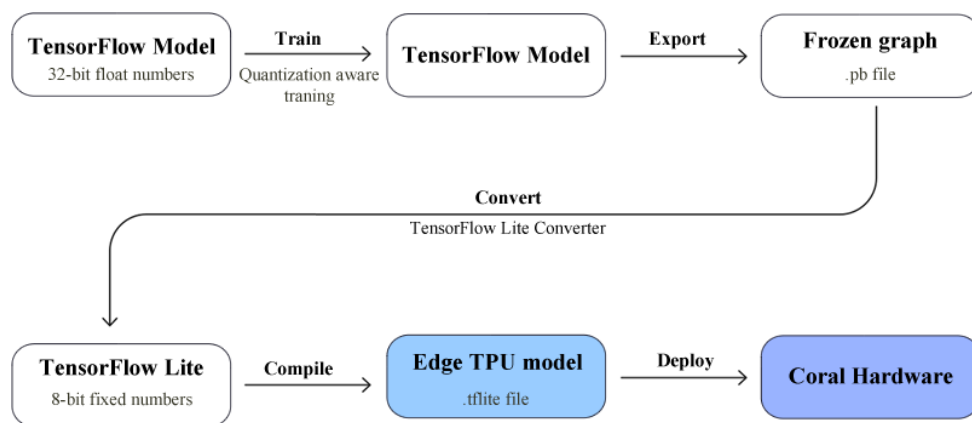 TensorFlow Model
32-bit float numbers
Train
Quantization aware
traning
TensorFlow Model
Export
Frozen graph
.pb file
Convert
TensorFlow Lite Converter
TensorFlow Lite
8-bit fixed numbers
Compile
Edge TPU model
.tflite file
Deploy
Coral Hardware